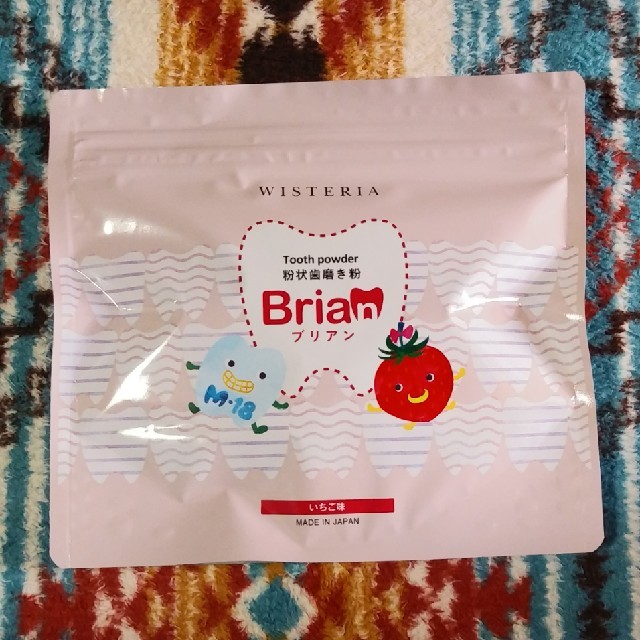 WISTERIA
Tooth powder
粉状歯磨き粉
Brian
ブリアン
M-18
いちご味
MADE IN JAPAN